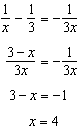 1/x - 1/3 = -1/3x
3 - x/3x = -1/3x
3 - x = -1
x = 4